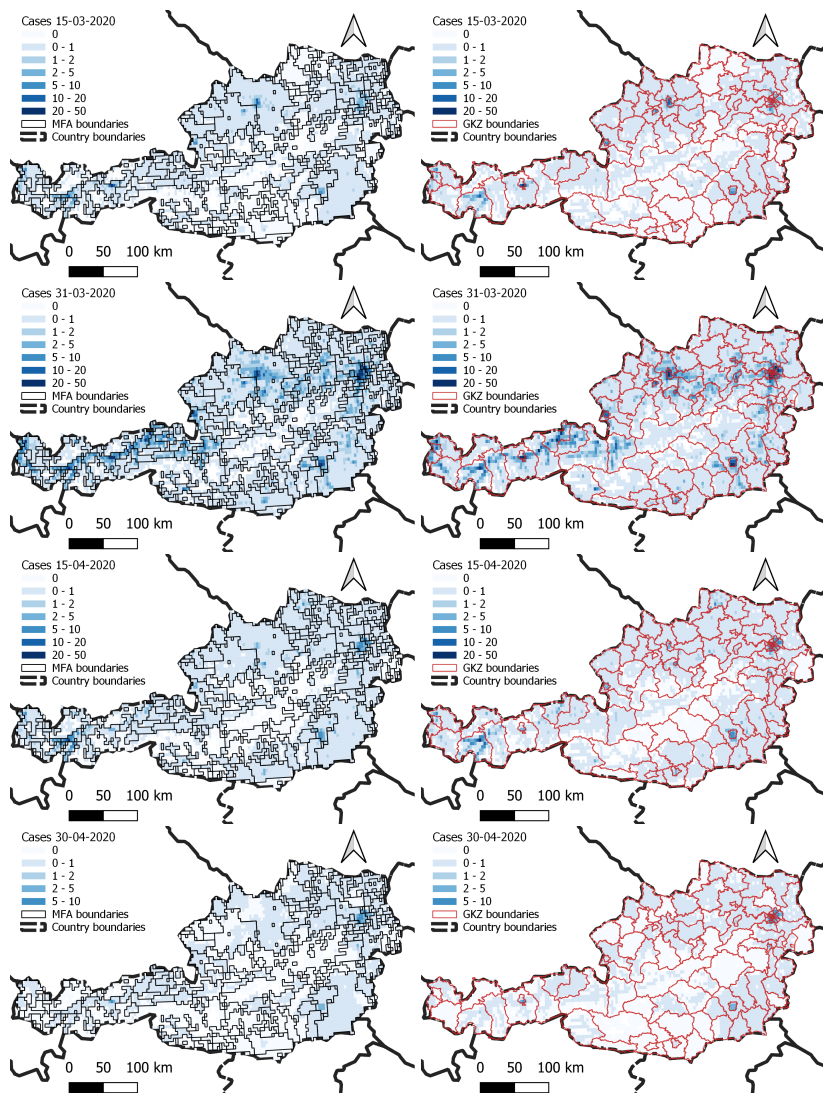 Cases 15-03-2020
0
0 - 1
1 - 2
2 - 5
5 - 10
10 - 20
20 - 50
MFA boundaries
Country boundaries
0 50 100 km
Cases 15-03-2020
0
0 - 1
1 - 2
2 - 5
5 - 10
10 - 20
20 - 50
GKZ boundaries
Country boundaries
0 50 100 km
Cases 31-03-2020
0
0 - 1
1 - 2
2 - 5
5 - 10
10 - 20
20 - 50
MFA boundaries
Country boundaries
0 50 100 km
Cases 31-03-2020
0
0 - 1
1 - 2
2 - 5
5 - 10
10 - 20
20 - 50
GKZ boundaries
Country boundaries
0 50 100 km
Cases 15-04-2020
0
0 - 1
1 - 2
2 - 5
5 - 10
10 - 20
20 - 50
MFA boundaries
Country boundaries
0 50 100 km
Cases 15-04-2020
0
0 - 1
1 - 2
2 - 5
5 - 10
10 - 20
20 - 50
GKZ boundaries
Country boundaries
0 50 100 km
Cases 30-04-2020
0
0 - 1
1 - 2
2 - 5
5 - 10
MFA boundaries
Country boundaries
0 50 100 km
Cases 30-04-2020
0
0 - 1
1 - 2
2 - 5
5 - 10
GKZ boundaries
Country boundaries
0 50 100 km